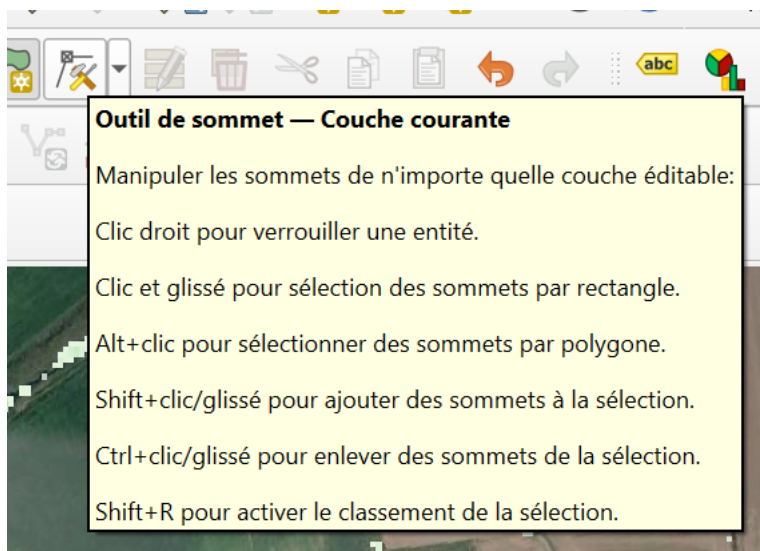 abc
Outil de sommet — Couche courante
Manipuler les sommets de n'importe quelle couche éditable:
Clic droit pour verrouiller une entité.
Clic et glissé pour sélection des sommets par rectangle.
Alt+clic pour sélectionner des sommets par polygone.
Shift+clic/glissé pour ajouter des sommets à la sélection.
Ctrl+clic/glissé pour enlever des sommets de la sélection.
Shift+R pour activer le classement de la sélection.